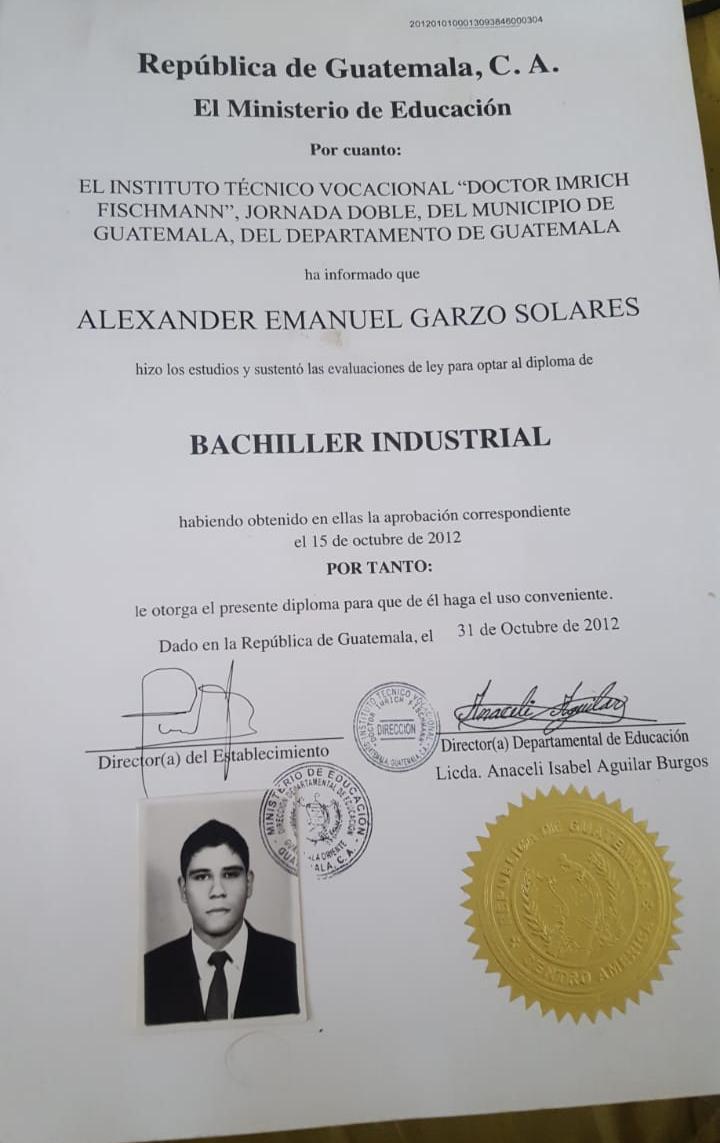 2012010100013093846000304
República de Guatemala, C. A.
El Ministerio de Educación
Por cuanto:
EL INSTITUTO TÉCNICO VOCACIONAL “DOCTOR IMRICH
FISCHMANN”, JORNADA DOBLE, DEL MUNICIPIO DE
GUATEMALA, DEL DEPARTAMENTO DE GUATEMALA
ha informado que
ALEXANDER EMANUEL GARZO SOLARES
hizo los estudios y sustentó las evaluaciones de ley para optar al diploma de
BACHILLER INDUSTRIAL
habiendo obtenido en ellas la aprobación correspondiente
el 15 de octubre de 2012
POR TANTO:
le otorga el presente diploma para que de él haga el uso conveniente.
Dado en la República de Guatemala, el 31 de Octubre de 2012
Anaceli Aguilar
Director(a) del Establecimiento
INSTITUTO TECNICO VOCACIONAL
DOCTOR IMRICH FISCHMANN
DIRECCIÓN
GUATEMALA
Director(a) Departamental de Educación
Licda. Anaceli Isabel Aguilar Burgos
MINISTERIO DE EDUCACIÓN
DIRECCIÓN DEPARTAMENTAL DE EDUCACIÓN
REPUBLICA DE GUATEMALA
CENTRO AMERICA